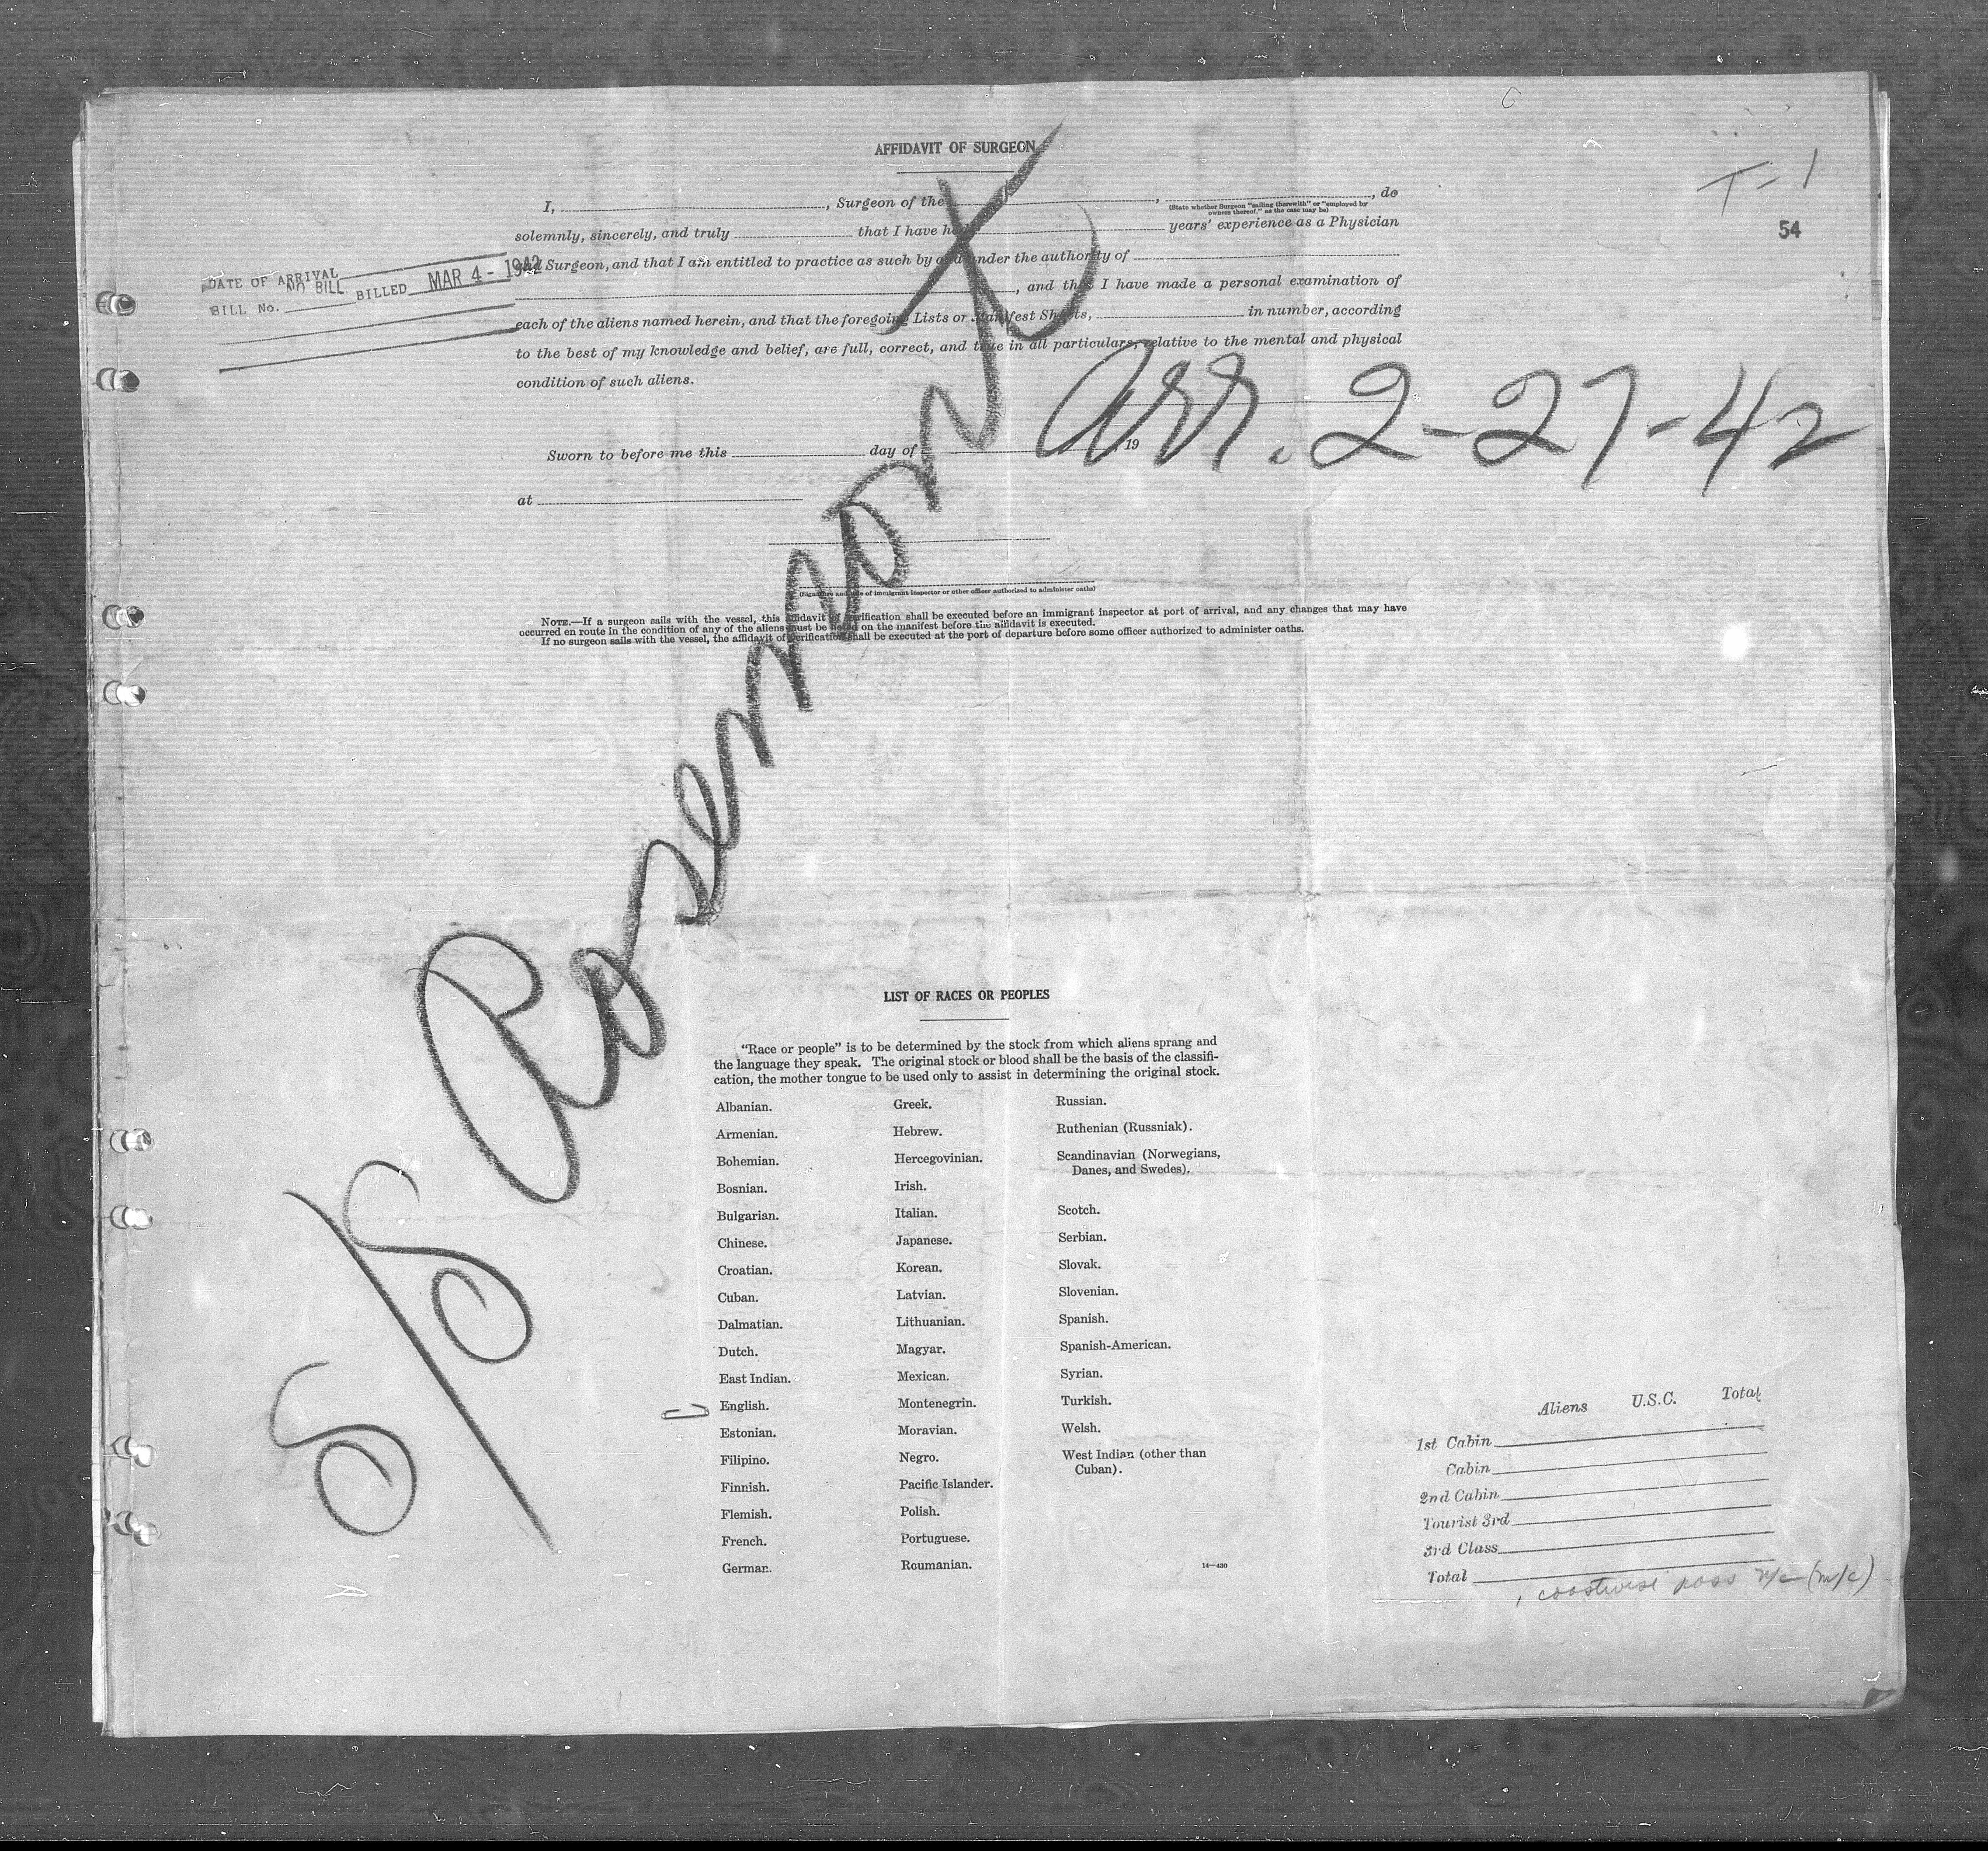 AFFIDAVIT OF SURGEON
T-1
54
I, , Surgeon of the , , do
(State whether Surgeon "sailing therewith" or "employed by
owners thereof," as the case may be)
solemnly, sincerely, and truly that I have had years' experience as a Physician
and Surgeon, and that I am entitled to practice as such by and under the authority of
, and that I have made a personal examination of
each of the aliens named herein, and that the foregoing Lists or Manifest Sheets, in number, according
to the best of my knowledge and belief, are full, correct, and true in all particulars, relative to the mental and physical
condition of such aliens.
DATE OF ARRIVAL
BILL No. NO BILL BILLED MAR 4 - 1942
Arr. 2-27-42
Sworn to before me this day of 19
at
(Signature and title of immigrant inspector or other officer authorized to administer oaths)
NOTE.—If a surgeon sails with the vessel, this affidavit of verification shall be executed before an immigrant inspector at port of arrival, and any changes that may have
occurred en route in the condition of any of the aliens must be noted on the manifest before the affidavit is executed.
If no surgeon sails with the vessel, the affidavit of verification shall be executed at the port of departure before some officer authorized to administer oaths.
S/S Rosemont
LIST OF RACES OR PEOPLES
"Race or people" is to be determined by the stock from which aliens sprang and
the language they speak. The original stock or blood shall be the basis of the classifi-
cation, the mother tongue to be used only to assist in determining the original stock.
Albanian.
Armenian.
Bohemian.
Bosnian.
Bulgarian.
Chinese.
Croatian.
Cuban.
Dalmatian.
Dutch.
East Indian.
English.
Estonian.
Filipino.
Finnish.
Flemish.
French.
German.
Greek.
Hebrew.
Hercegovinian.
Irish.
Italian.
Japanese.
Korean.
Latvian.
Lithuanian.
Magyar.
Mexican.
Montenegrin.
Moravian.
Negro.
Pacific Islander.
Polish.
Portuguese.
Roumanian.
Russian.
Ruthenian (Russniak).
Scandinavian (Norwegians,
Danes, and Swedes).
Scotch.
Serbian.
Slovak.
Slovenian.
Spanish.
Spanish-American.
Syrian.
Turkish.
Welsh.
West Indian (other than
Cuban).
14—430
Aliens U.S.C. Total
1st Cabin
Cabin
2nd Cabin
Tourist 3rd
3rd Class
Total
coastwise pass (m/c)